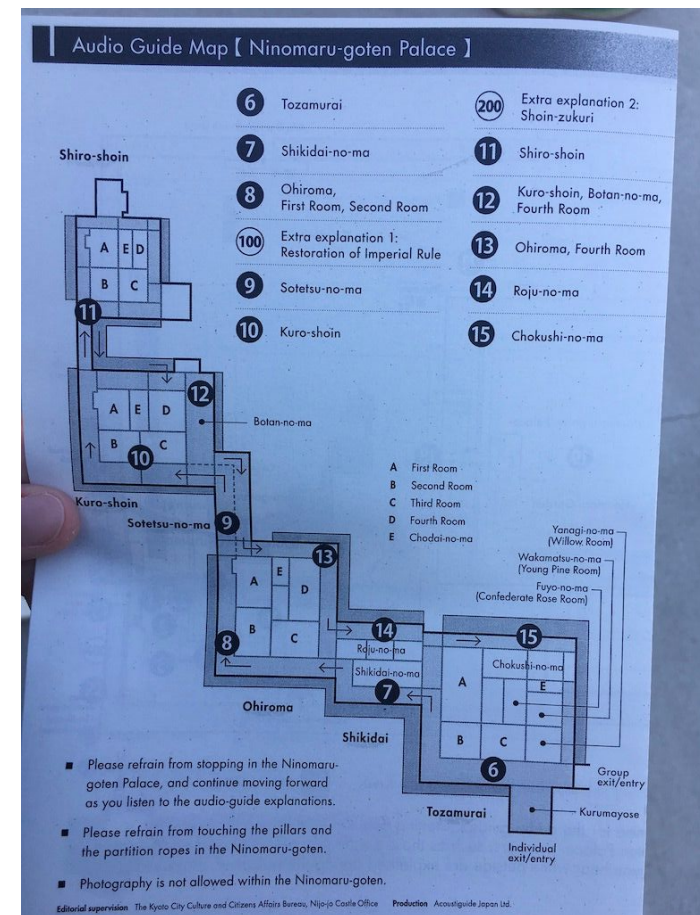 Audio Guide Map【 Ninomaru-goten Palace 】
6 Tozamurai
7 Shikidai-no-ma
8 Ohiroma,
First Room, Second Room
100 Extra explanation 1:
Restoration of Imperial Rule
9 Sotetsu-no-ma
10 Kuro-shoin
200 Extra explanation 2:
Shoin-zukuri
11 Shiro-shoin
12 Kuro-shoin, Botan-no-ma,
Fourth Room
13 Ohiroma, Fourth Room
14 Roju-no-ma
15 Chokushi-no-ma
Shiro-shoin
A E D
B C
11
12
A E D
B C
10
Botan-no-ma
Kuro-shoin
Sotetsu-no-ma 9
A First Room
B Second Room
C Third Room
D Fourth Room
E Chodai-no-ma
Yanagi-no-ma
(Willow Room)
Wakamatsu-no-ma
(Young Pine Room)
Fuyo-no-ma
(Confederate Rose Room)
13
A E D
B C
8
Ohiroma
14
Roju-no-ma
Shikidai-no-ma
7
Shikidai
15
Chokushi-no-ma
A E
B C
6
Tozamurai
Group
exit/entry
Kurumayose
Individual
exit/entry
■ Please refrain from stopping in the Ninomaru-
goten Palace, and continue moving forward
as you listen to the audio-guide explanations.
■ Please refrain from touching the pillars and
the partition ropes in the Ninomaru-goten.
■ Photography is not allowed within the Ninomaru-goten.
Editorial supervision The Kyoto City Culture and Citizens Affairs Bureau, Nijo-jo Castle Office Production Acoustiguide Japan Ltd.